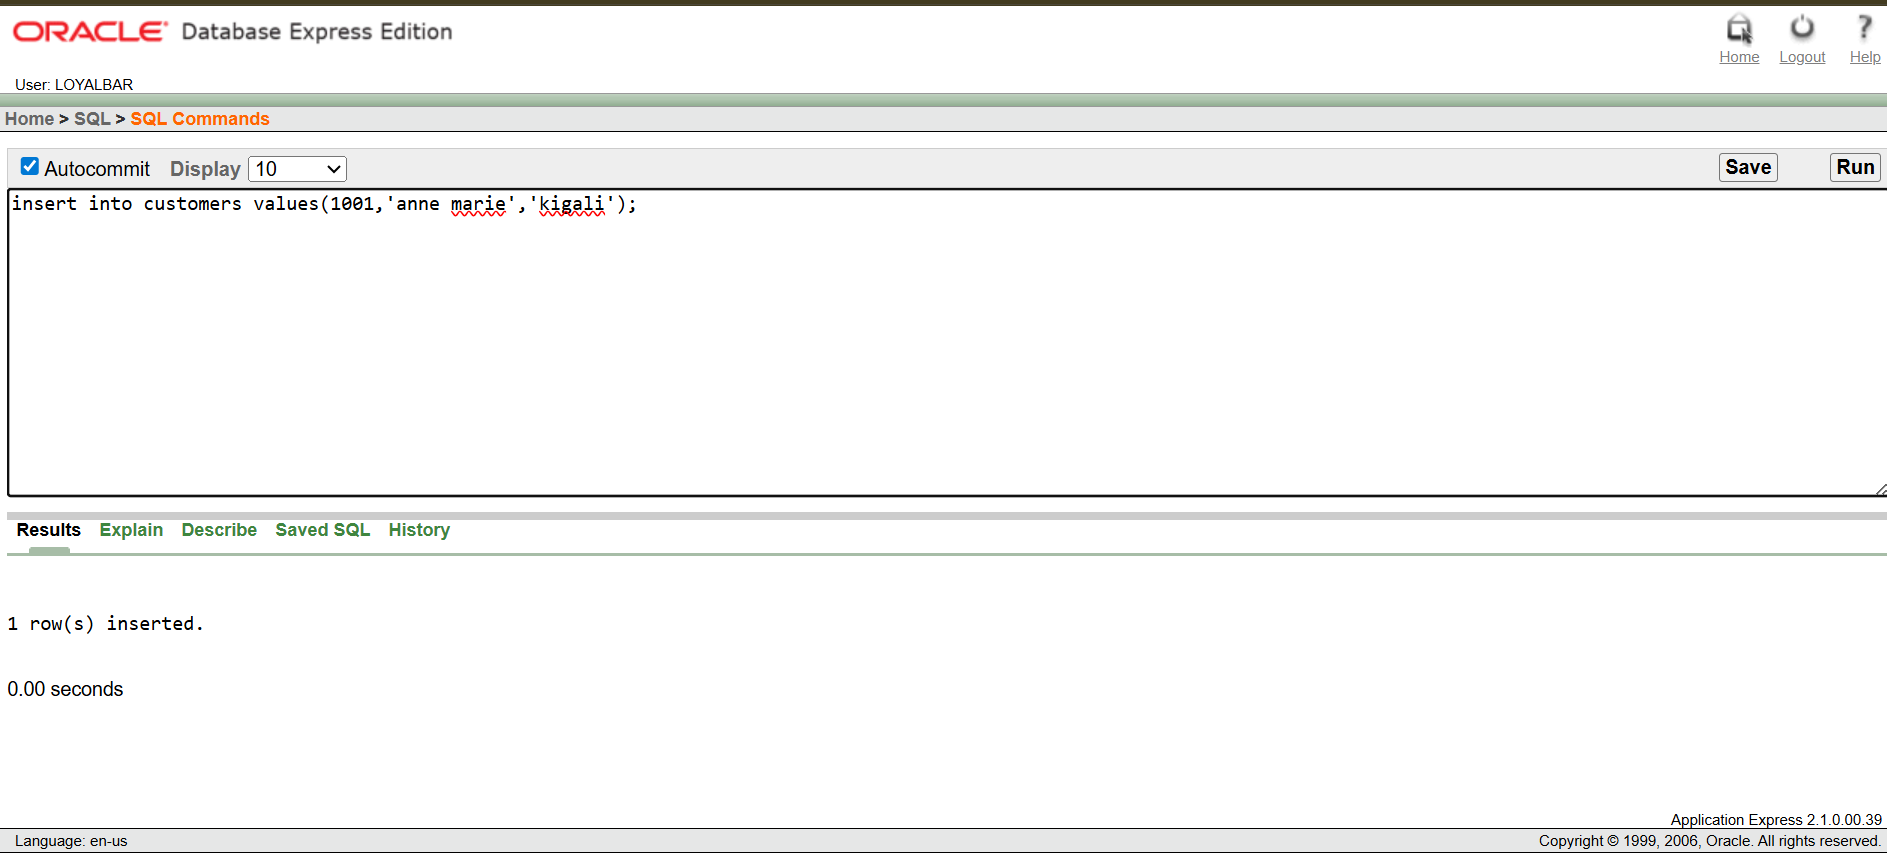 ORACLE Database Express Edition
Home Logout Help
User: LOYALBAR
Home > SQL > SQL Commands
Autocommit Display 10 Save Run
insert into customers values(1001,'anne marie','kigali');
Results Explain Describe Saved SQL History
1 row(s) inserted.
0.00 seconds
Application Express 2.1.0.00.39
Language: en-us Copyright © 1999, 2006, Oracle. All rights reserved.